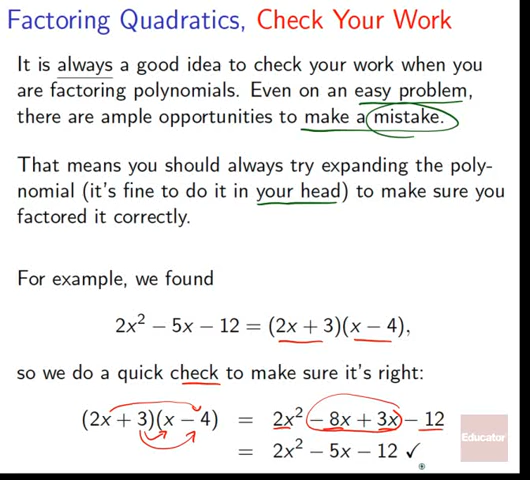 Factoring Quadratics, Check Your Work
It is always a good idea to check your work when you
are factoring polynomials. Even on an easy problem,
there are ample opportunities to make a mistake.
That means you should always try expanding the poly-
nomial (it's fine to do it in your head) to make sure you
factored it correctly.
For example, we found
2x² − 5x − 12 = (2x + 3)(x − 4),
so we do a quick check to make sure it's right:
(2x + 3)(x − 4) = 2x² − 8x + 3x − 12
= 2x² − 5x − 12 ✓
Educator